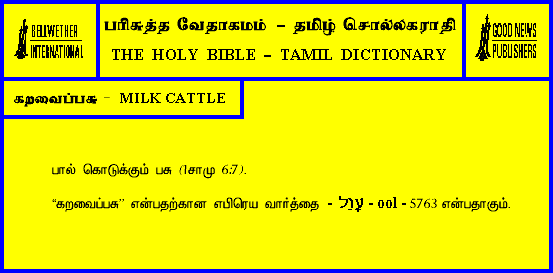 BELLWETHER
INTERNATIONAL
பரிசுத்த வேதாகமம் – தமிழ் சொல்லகராதி
THE HOLY BIBLE – TAMIL DICTIONARY
GOOD NEWS
PUBLISHERS
கறவைப்பசு – MILK CATTLE
பால் கொடுக்கும் பசு (1சாமு 6:7).
“கறவைப்பசு” என்பதற்கான எபிரெய வார்த்தை - עוּל - ool - 5763 என்பதாகும்.